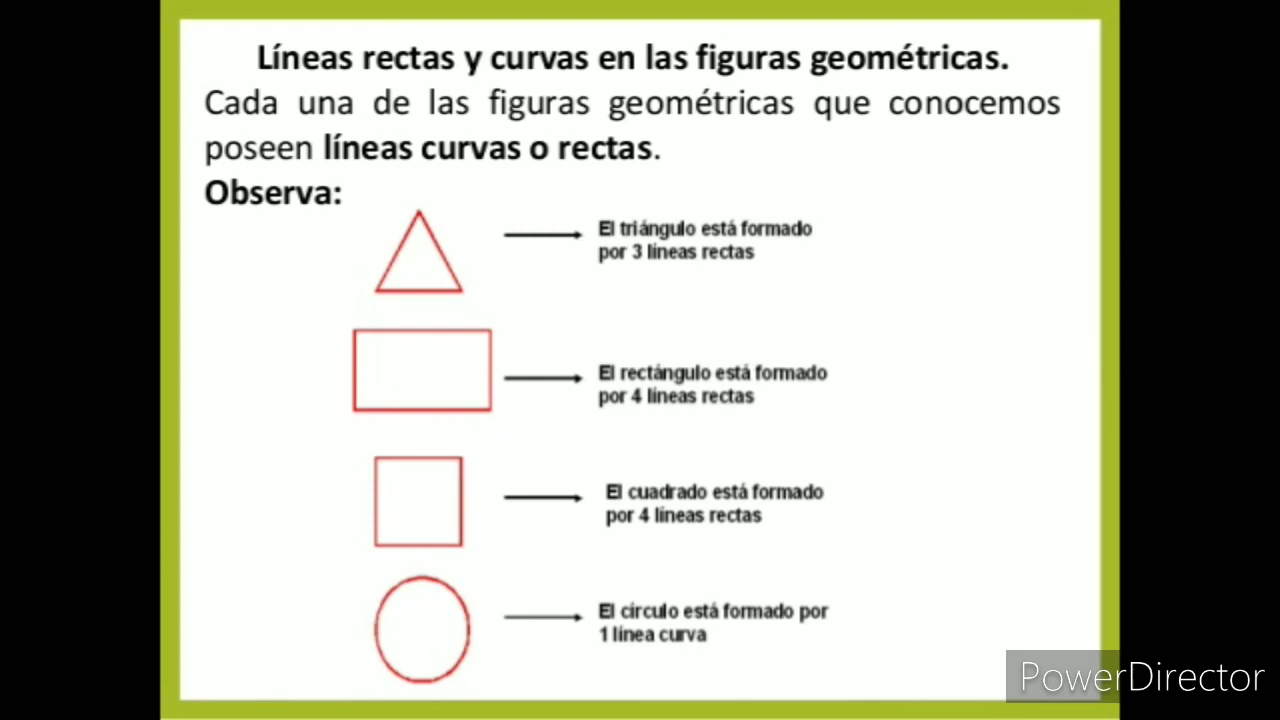 Líneas rectas y curvas en las figuras geométricas.
Cada una de las figuras geométricas que conocemos
poseen líneas curvas o rectas.
Observa:
El triángulo está formado
por 3 líneas rectas
El rectángulo está formado
por 4 líneas rectas
El cuadrado está formado
por 4 líneas rectas
El círculo está formado por
1 línea curva
PowerDirector